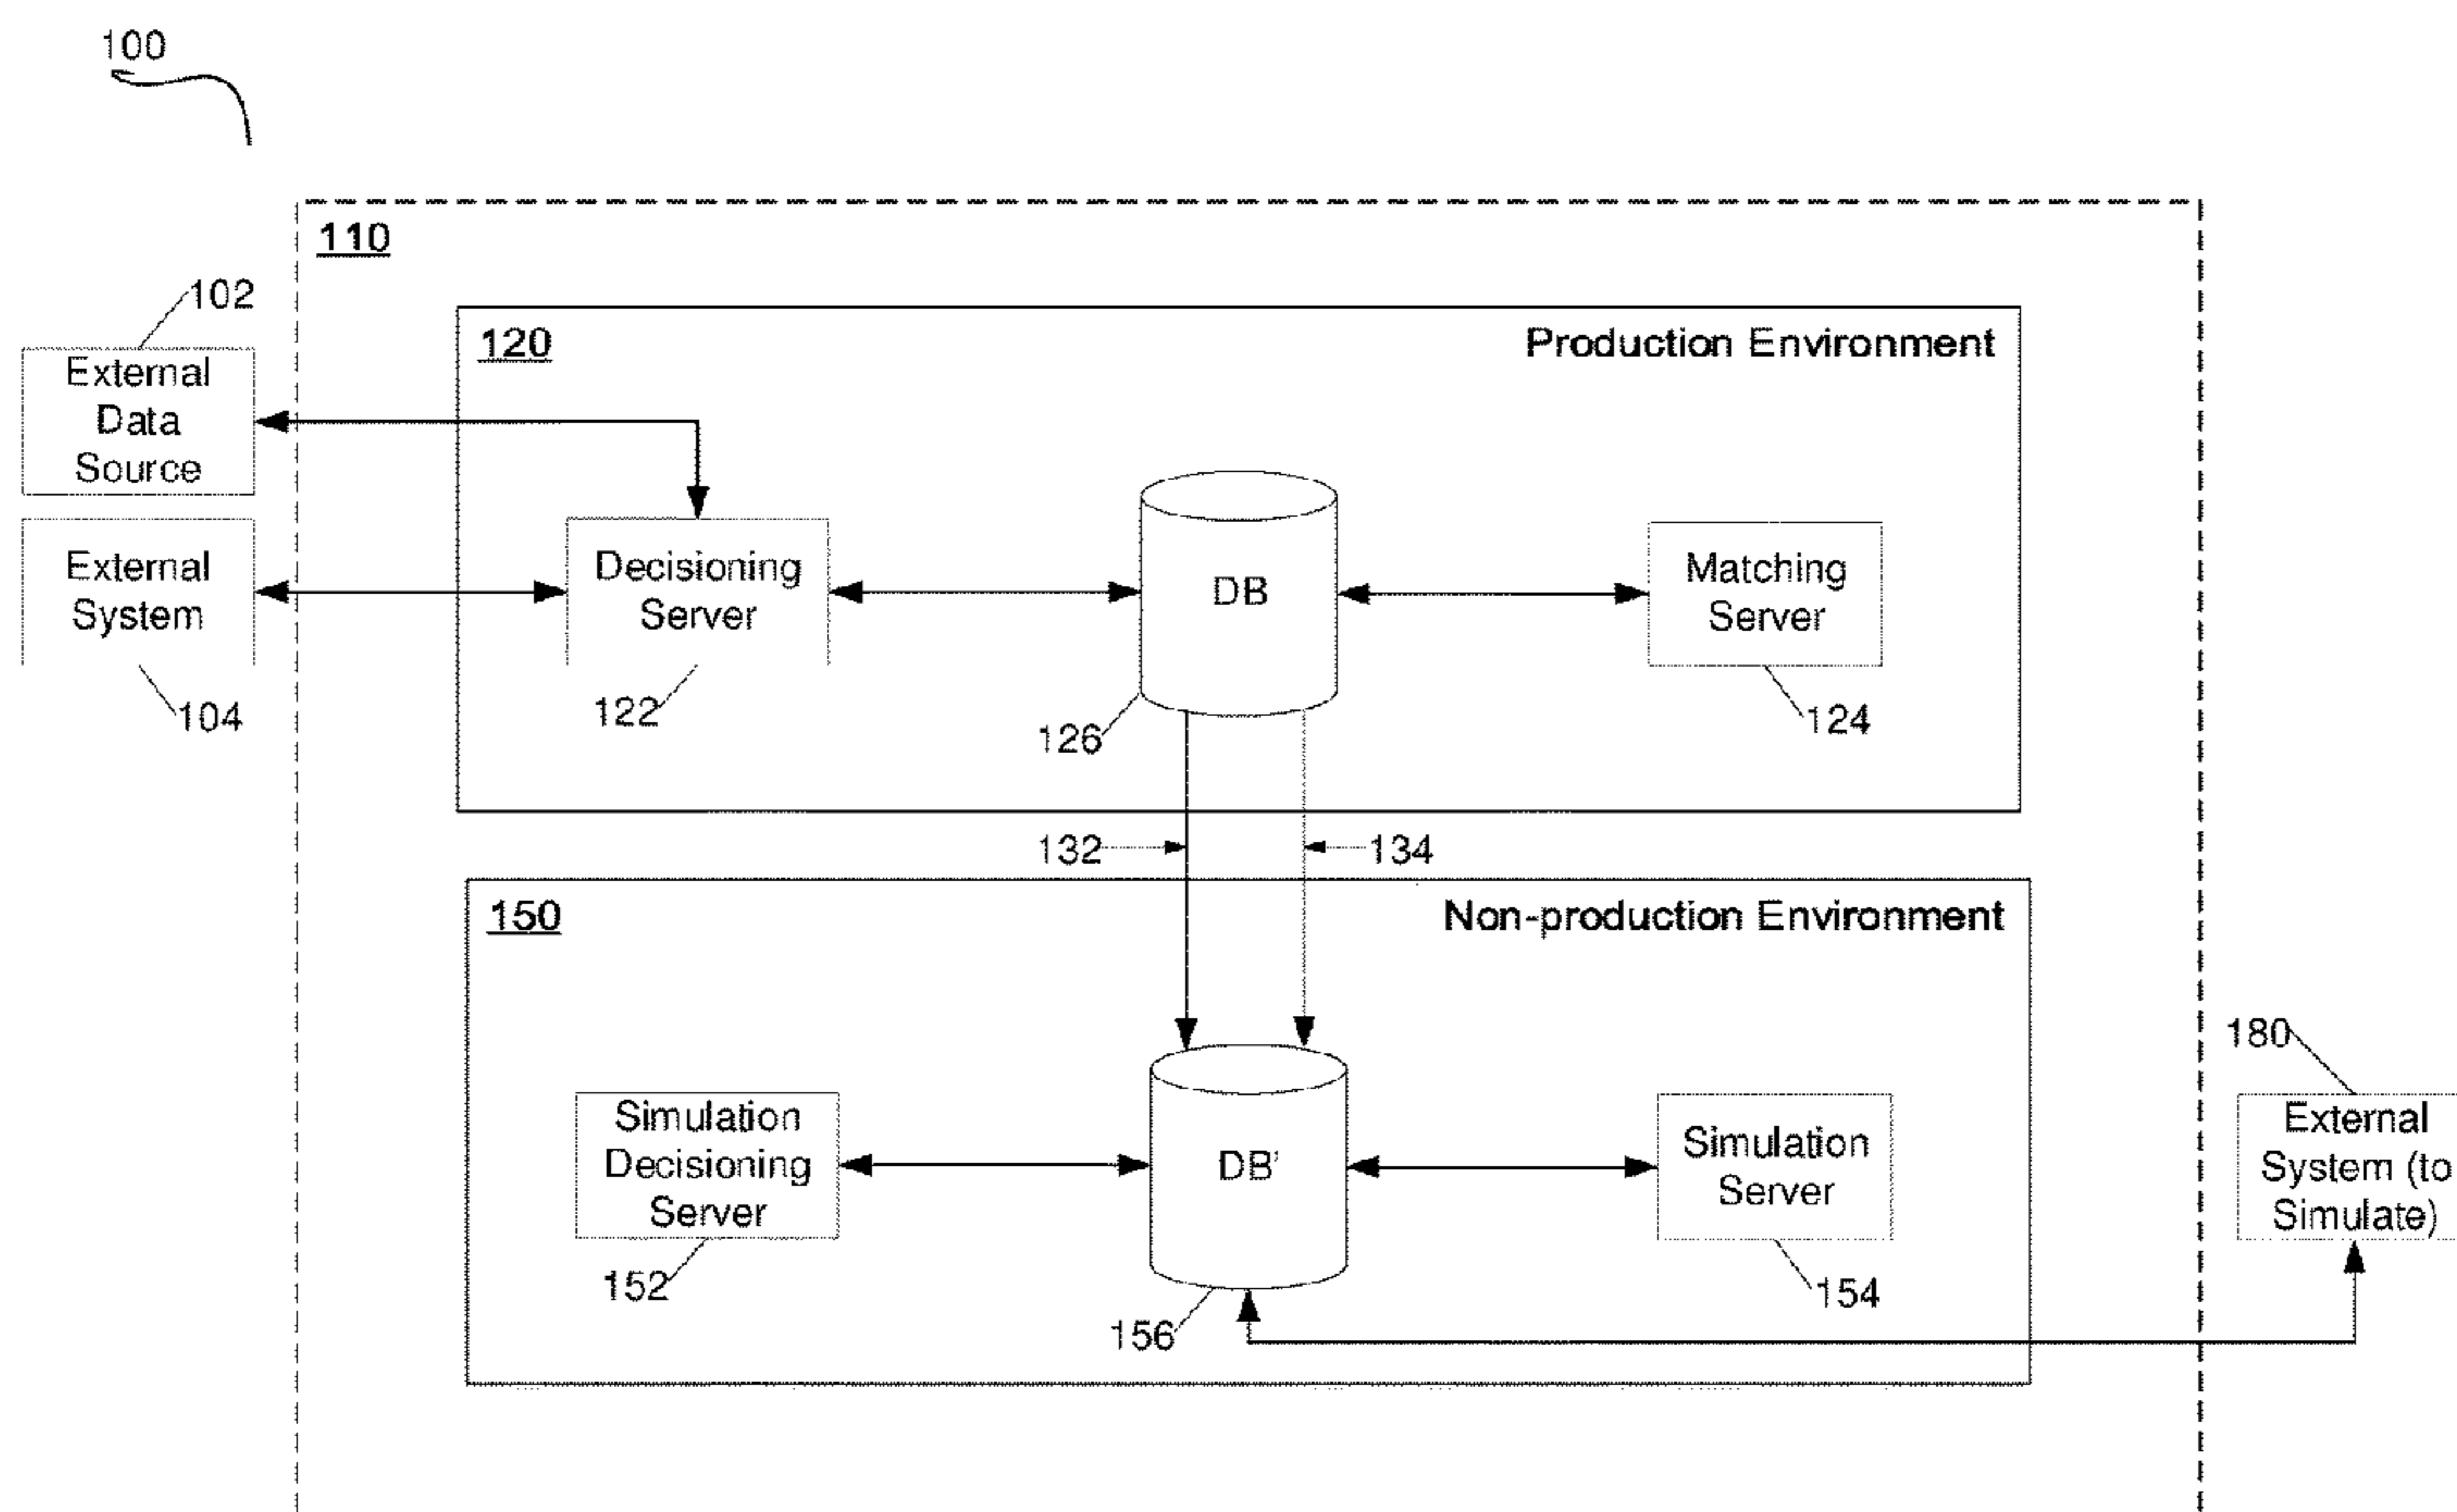 100
110
102
External
Data
Source
120
Production Environment
External
System
104
Decisioning
Server
122
DB
126
Matching
Server
124
132
134
150
Non-production Environment
Simulation
Decisioning
Server
152
DB'
156
Simulation
Server
154
180
External
System (to
Simulate)